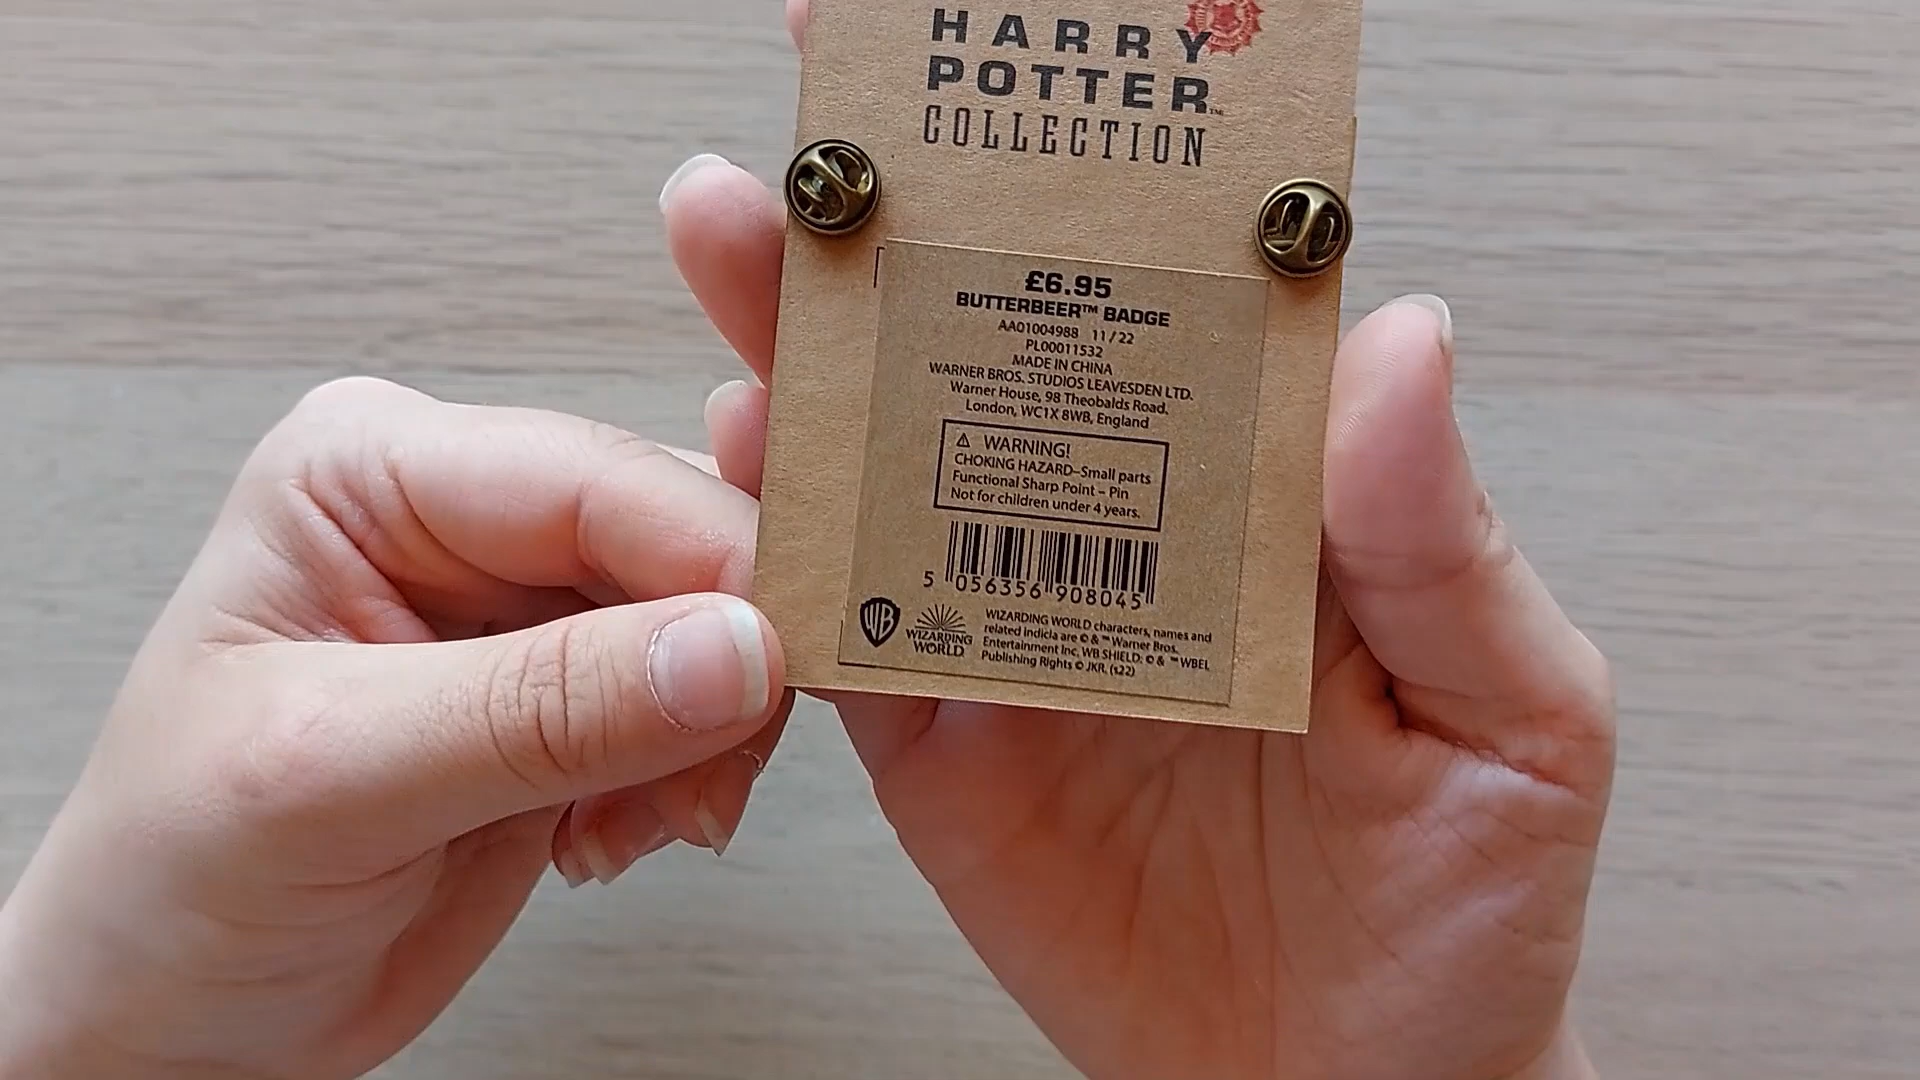 HARRY
POTTER™
COLLECTION
£6.95
BUTTERBEER™ BADGE
AA01004988 11/22
PL00011532
MADE IN CHINA
WARNER BROS. STUDIOS LEAVESDEN LTD.
Warner House, 98 Theobalds Road,
London, WC1X 8WB, England
⚠ WARNING!
CHOKING HAZARD–Small parts
Functional Sharp Point – Pin
Not for children under 4 years.
5 056356 908045
WB
WIZARDING
WORLD
WIZARDING WORLD characters, names and
related indicia are © & ™ Warner Bros.
Entertainment Inc. WB SHIELD: © & ™ WBEI.
Publishing Rights © JKR. (s22)